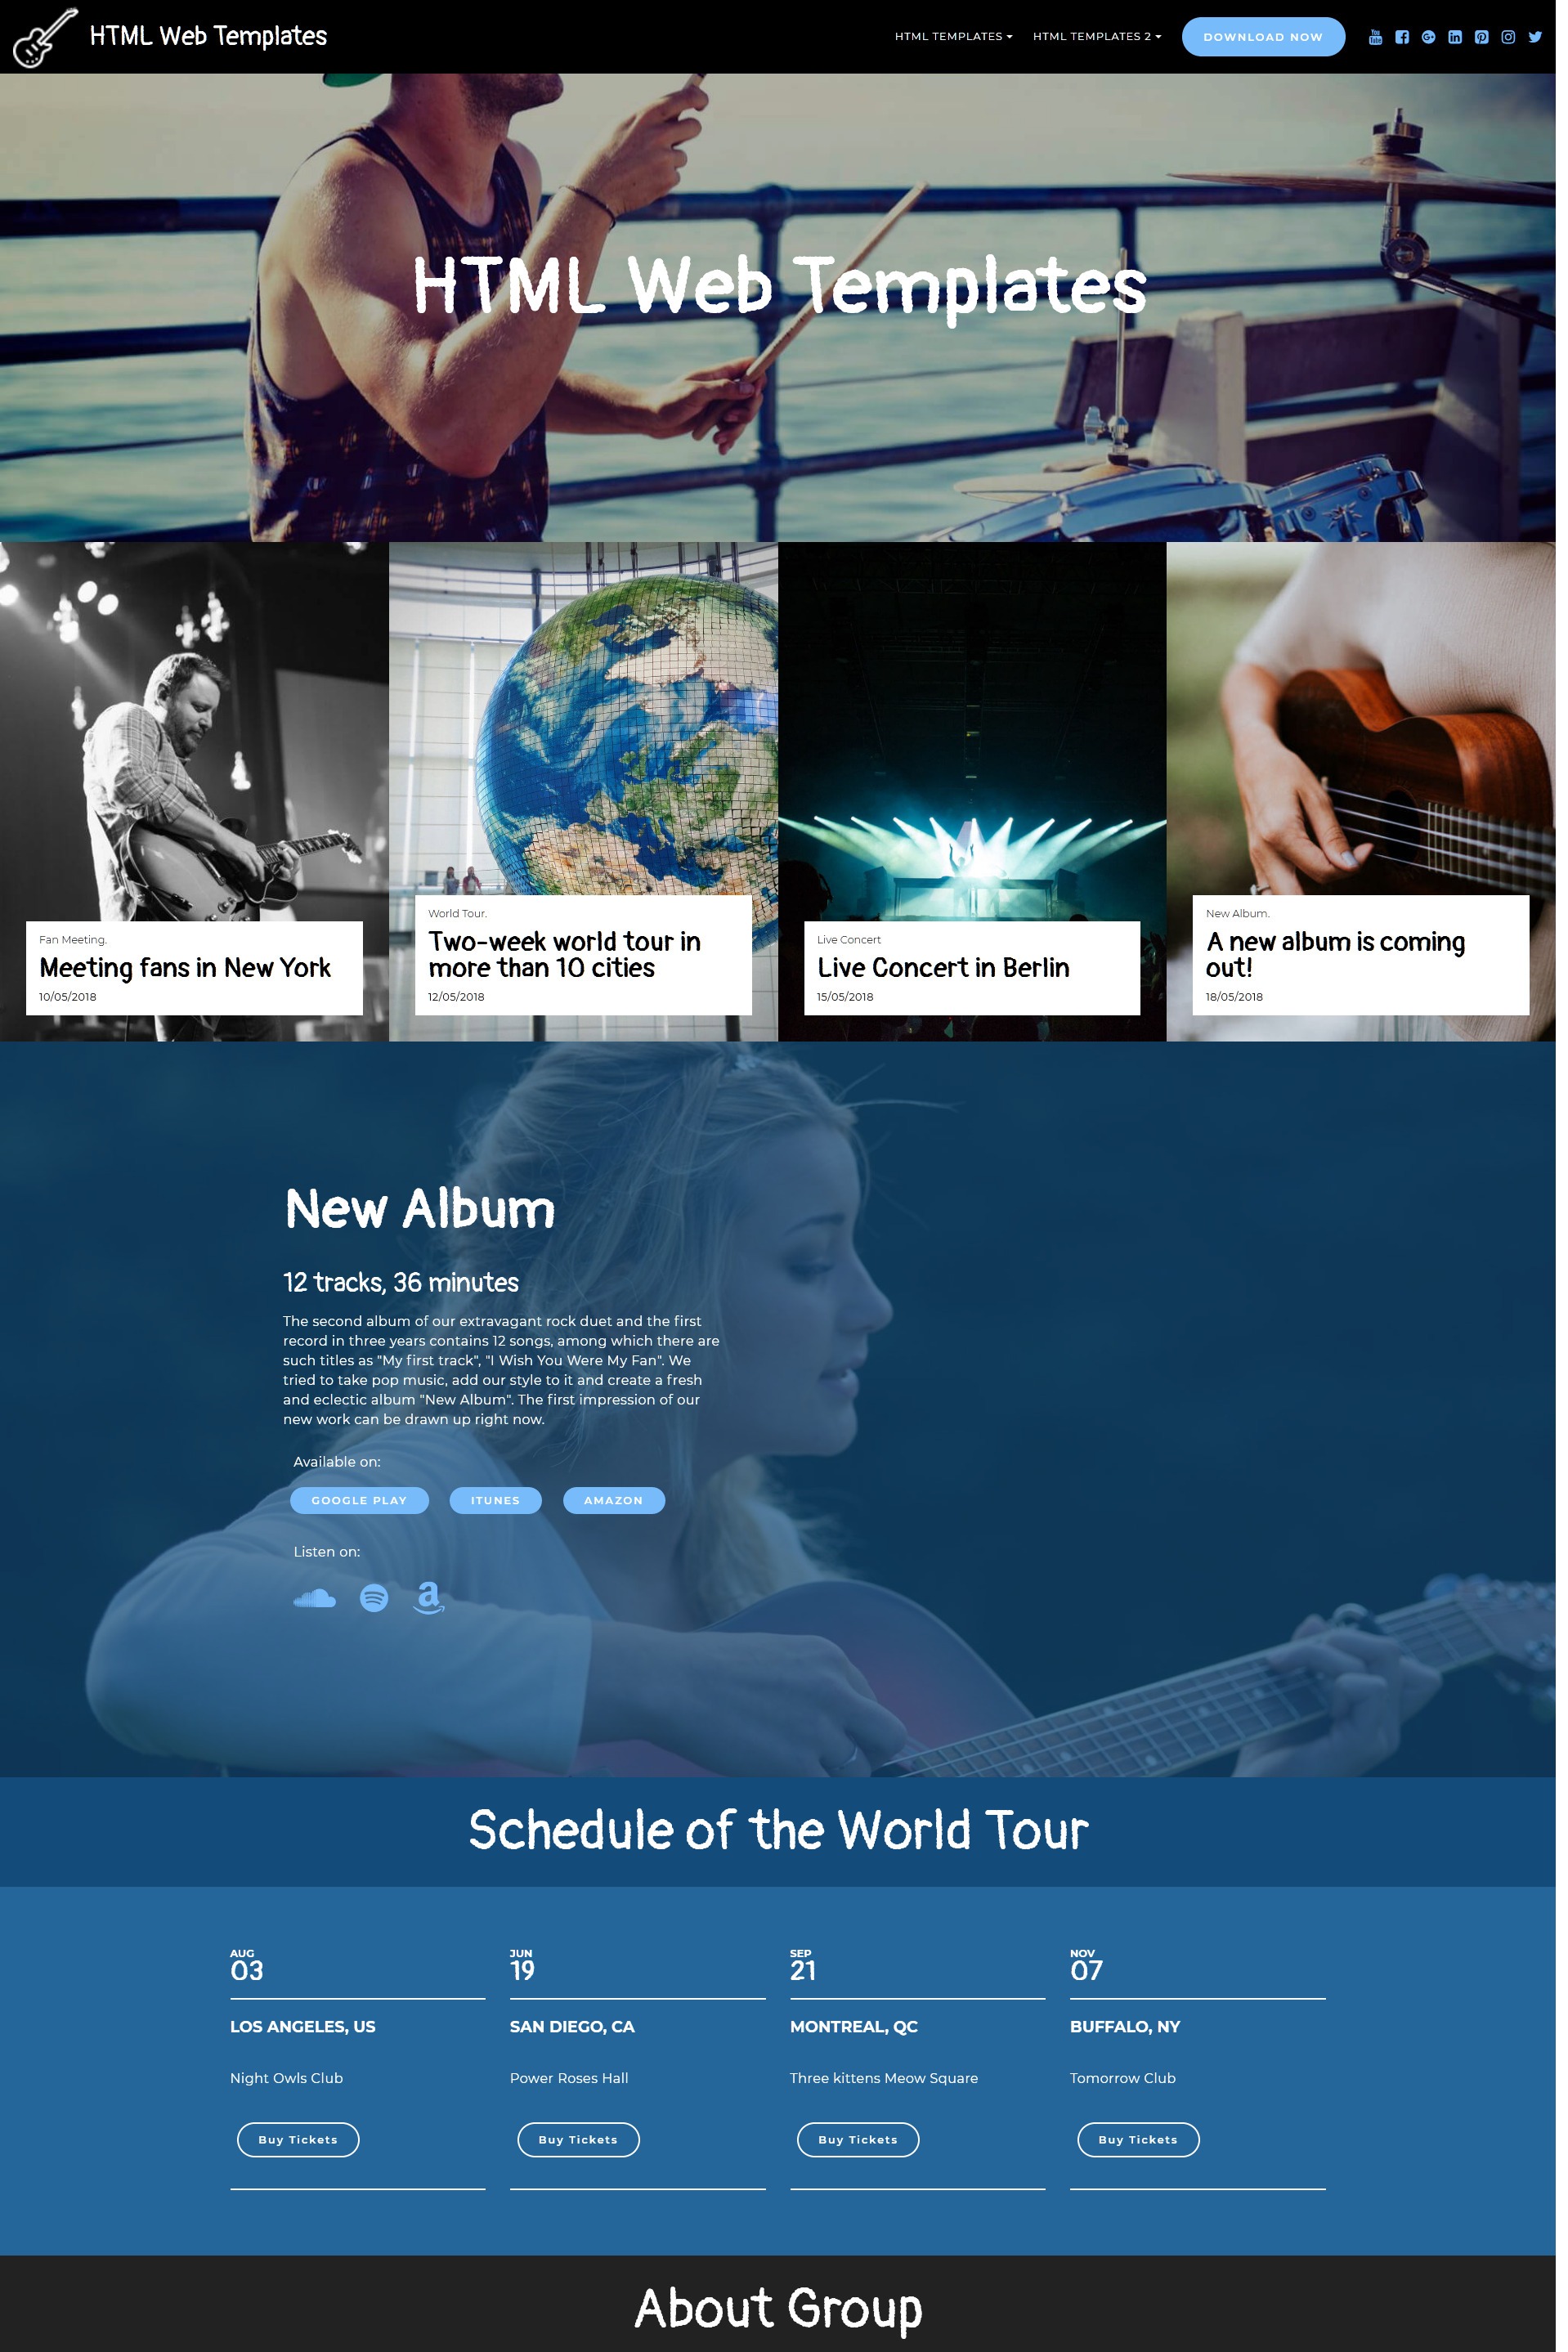 HTML Web Templates
HTML TEMPLATES
HTML TEMPLATES 2
DOWNLOAD NOW
HTML Web Templates
Fan Meeting.
Meeting fans in New York
10/05/2018
World Tour.
Two-week world tour in
more than 10 cities
12/05/2018
Live Concert
Live Concert in Berlin
15/05/2018
New Album.
A new album is coming
out!
18/05/2018
New Album
12 tracks, 36 minutes
The second album of our extravagant rock duet and the first
record in three years contains 12 songs, among which there are
such titles as "My first track", "I Wish You Were My Fan". We
tried to take pop music, add our style to it and create a fresh
and eclectic album "New Album". The first impression of our
new work can be drawn up right now.
Available on:
GOOGLE PLAY
ITUNES
AMAZON
Listen on:
Schedule of the World Tour
AUG
03
LOS ANGELES, US
Night Owls Club
Buy Tickets
JUN
19
SAN DIEGO, CA
Power Roses Hall
Buy Tickets
SEP
21
MONTREAL, QC
Three kittens Meow Square
Buy Tickets
NOV
07
BUFFALO, NY
Tomorrow Club
Buy Tickets
About Group